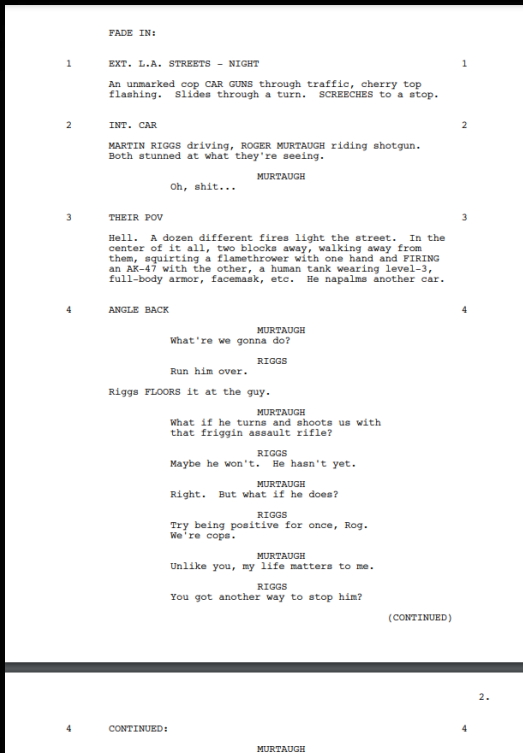 FADE IN:
1 EXT. L.A. STREETS - NIGHT 1
An unmarked cop CAR GUNS through traffic, cherry top
flashing. Slides through a turn. SCREECHES to a stop.
2 INT. CAR 2
MARTIN RIGGS driving, ROGER MURTAUGH riding shotgun.
Both stunned at what they're seeing.
MURTAUGH
Oh, shit...
3 THEIR POV 3
Hell. A dozen different fires light the street. In the
center of it all, two blocks away, walking away from
them, squirting a flamethrower with one hand and FIRING
an AK-47 with the other, a human tank wearing level-3,
full-body armor, facemask, etc. He napalms another car.
4 ANGLE BACK 4
MURTAUGH
What're we gonna do?
RIGGS
Run him over.
Riggs FLOORS it at the guy.
MURTAUGH
What if he turns and shoots us with
that friggin assault rifle?
RIGGS
Maybe he won't. He hasn't yet.
MURTAUGH
Right. But what if he does?
RIGGS
Try being positive for once, Rog.
We're cops.
MURTAUGH
Unlike you, my life matters to me.
RIGGS
You got another way to stop him?
(CONTINUED)
2.
4 CONTINUED: 4
MURTAUGH